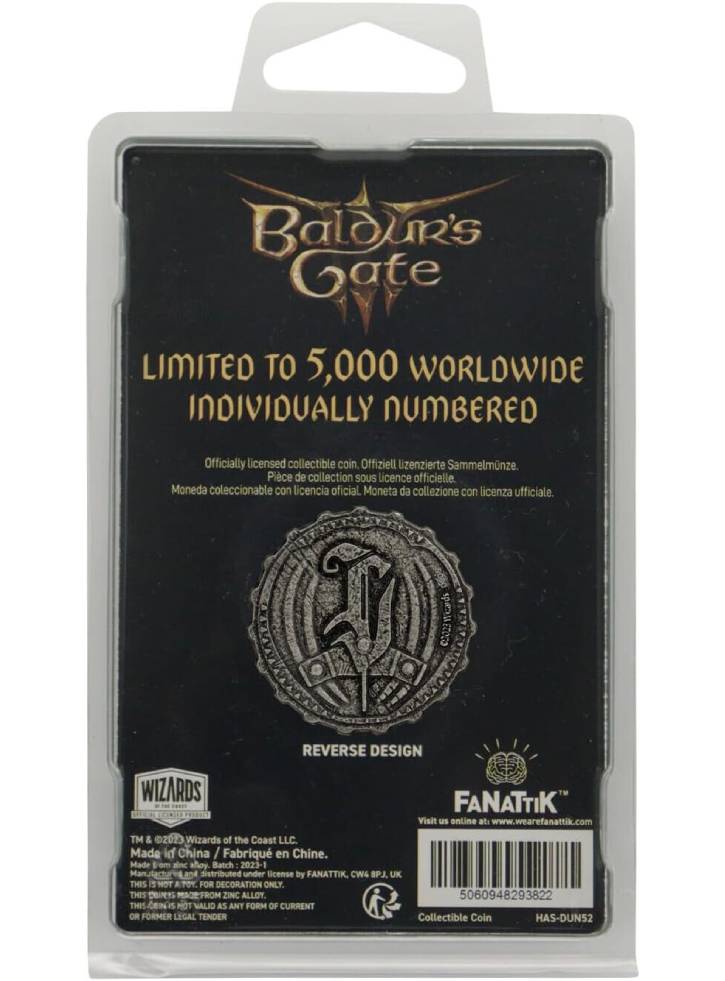 Baldur's
Gate
III
LIMITED TO 5,000 WORLDWIDE
INDIVIDUALLY NUMBERED
Officially licensed collectible coin. Offiziell lizenzierte Sammelmünze.
Pièce de collection sous licence officielle.
Moneda coleccionable con licencia oficial. Moneta da collezione con licenza ufficiale.
©2023 Wizards
REVERSE DESIGN
WIZARDS
OF THE COAST
OFFICIAL LICENSED PRODUCT
FANATTIK™
Visit us online at: www.wearefanattik.com
TM & ©2023 Wizards of the Coast LLC.
Made in China / Fabriqué en Chine.
Made from zinc alloy. Batch : 2023-1
Manufactured and distributed under license by FANATTIK, CW4 8PJ, UK
THIS IS NOT A TOY. FOR DECORATION ONLY.
THIS COIN IS MADE FROM ZINC ALLOY.
THIS COIN IS NOT VALID AS ANY FORM OF CURRENT
OR FORMER LEGAL TENDER
5060948293822
Collectible Coin HAS-DUN52